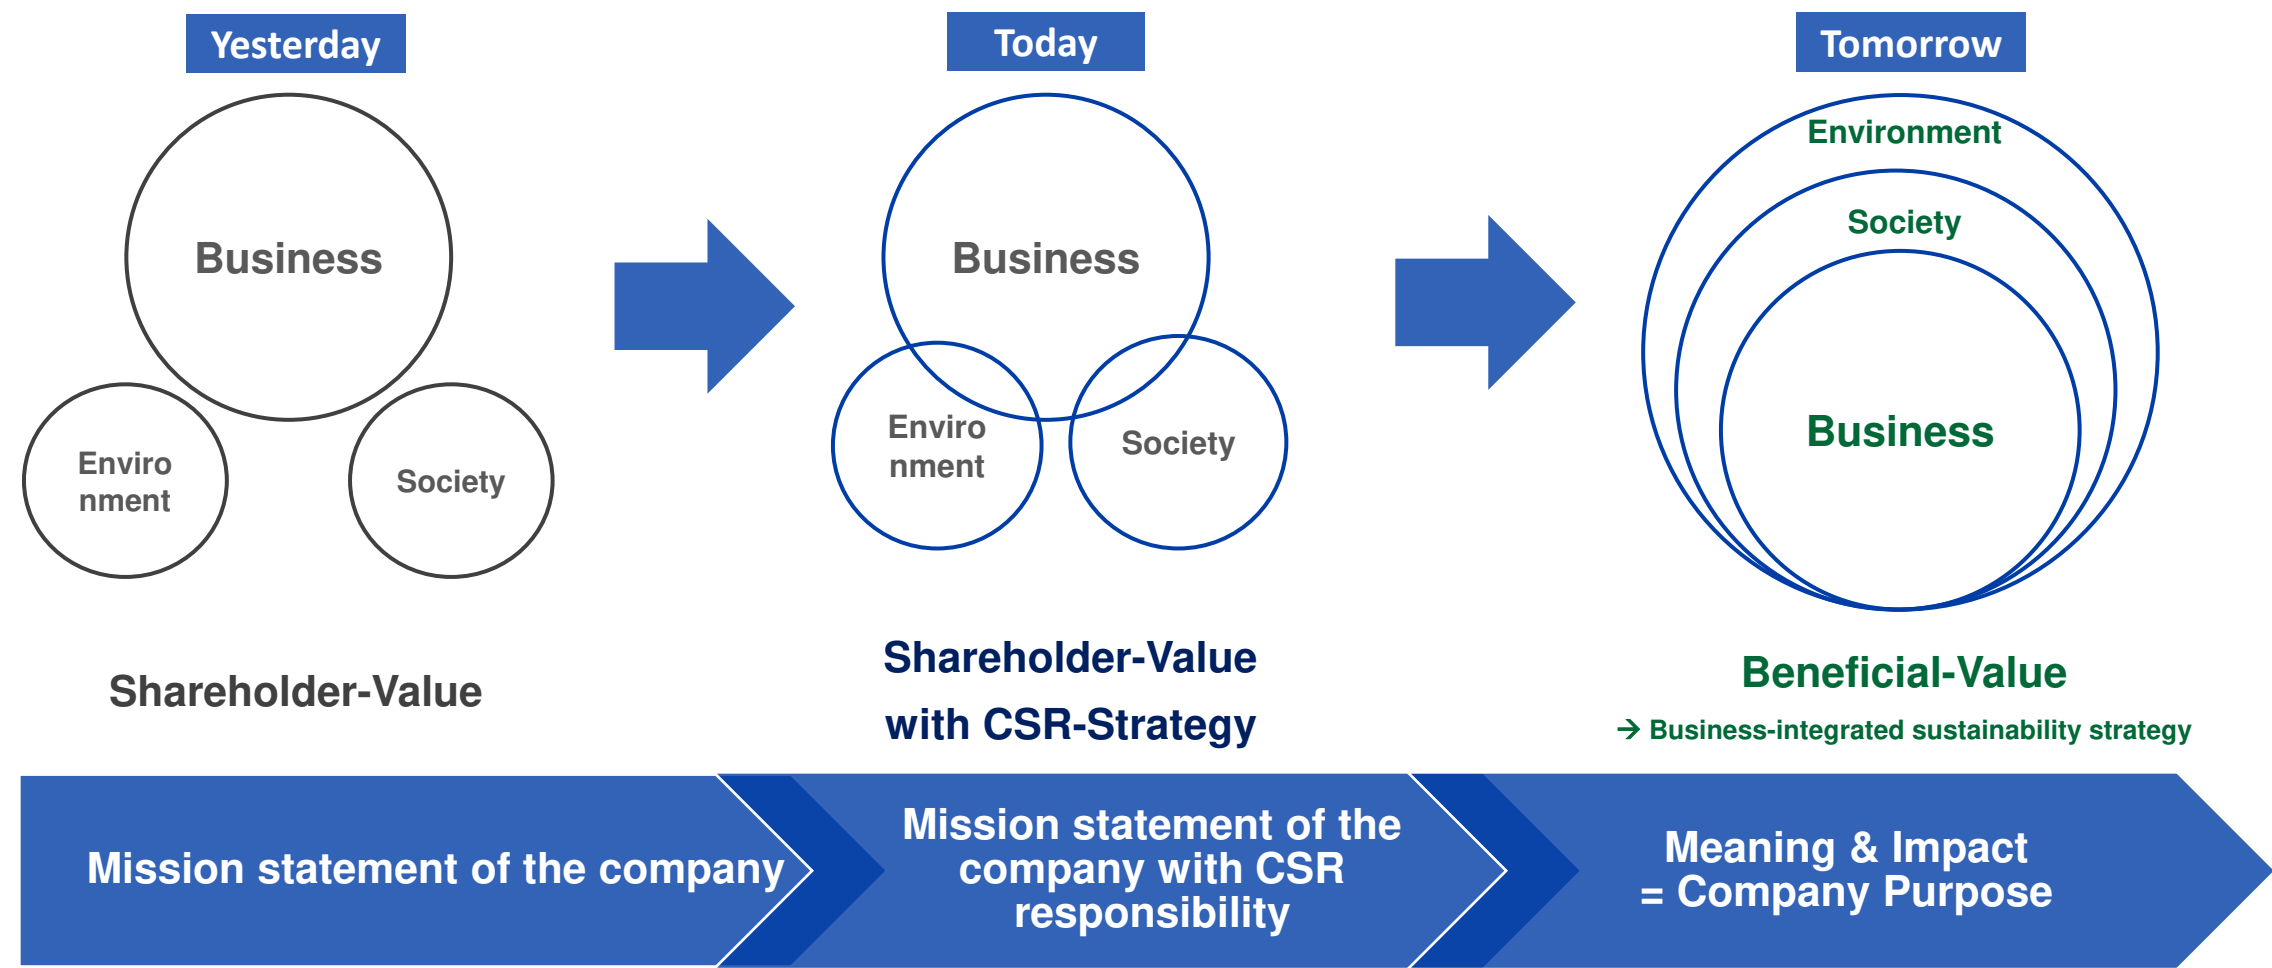 Yesterday
Business
Enviro
nment
Society
Shareholder-Value
Today
Business
Enviro
nment
Society
Shareholder-Value
with CSR-Strategy
Tomorrow
Environment
Society
Business
Beneficial-Value
→ Business-integrated sustainability strategy
Mission statement of the company
Mission statement of the
company with CSR
responsibility
Meaning & Impact
= Company Purpose